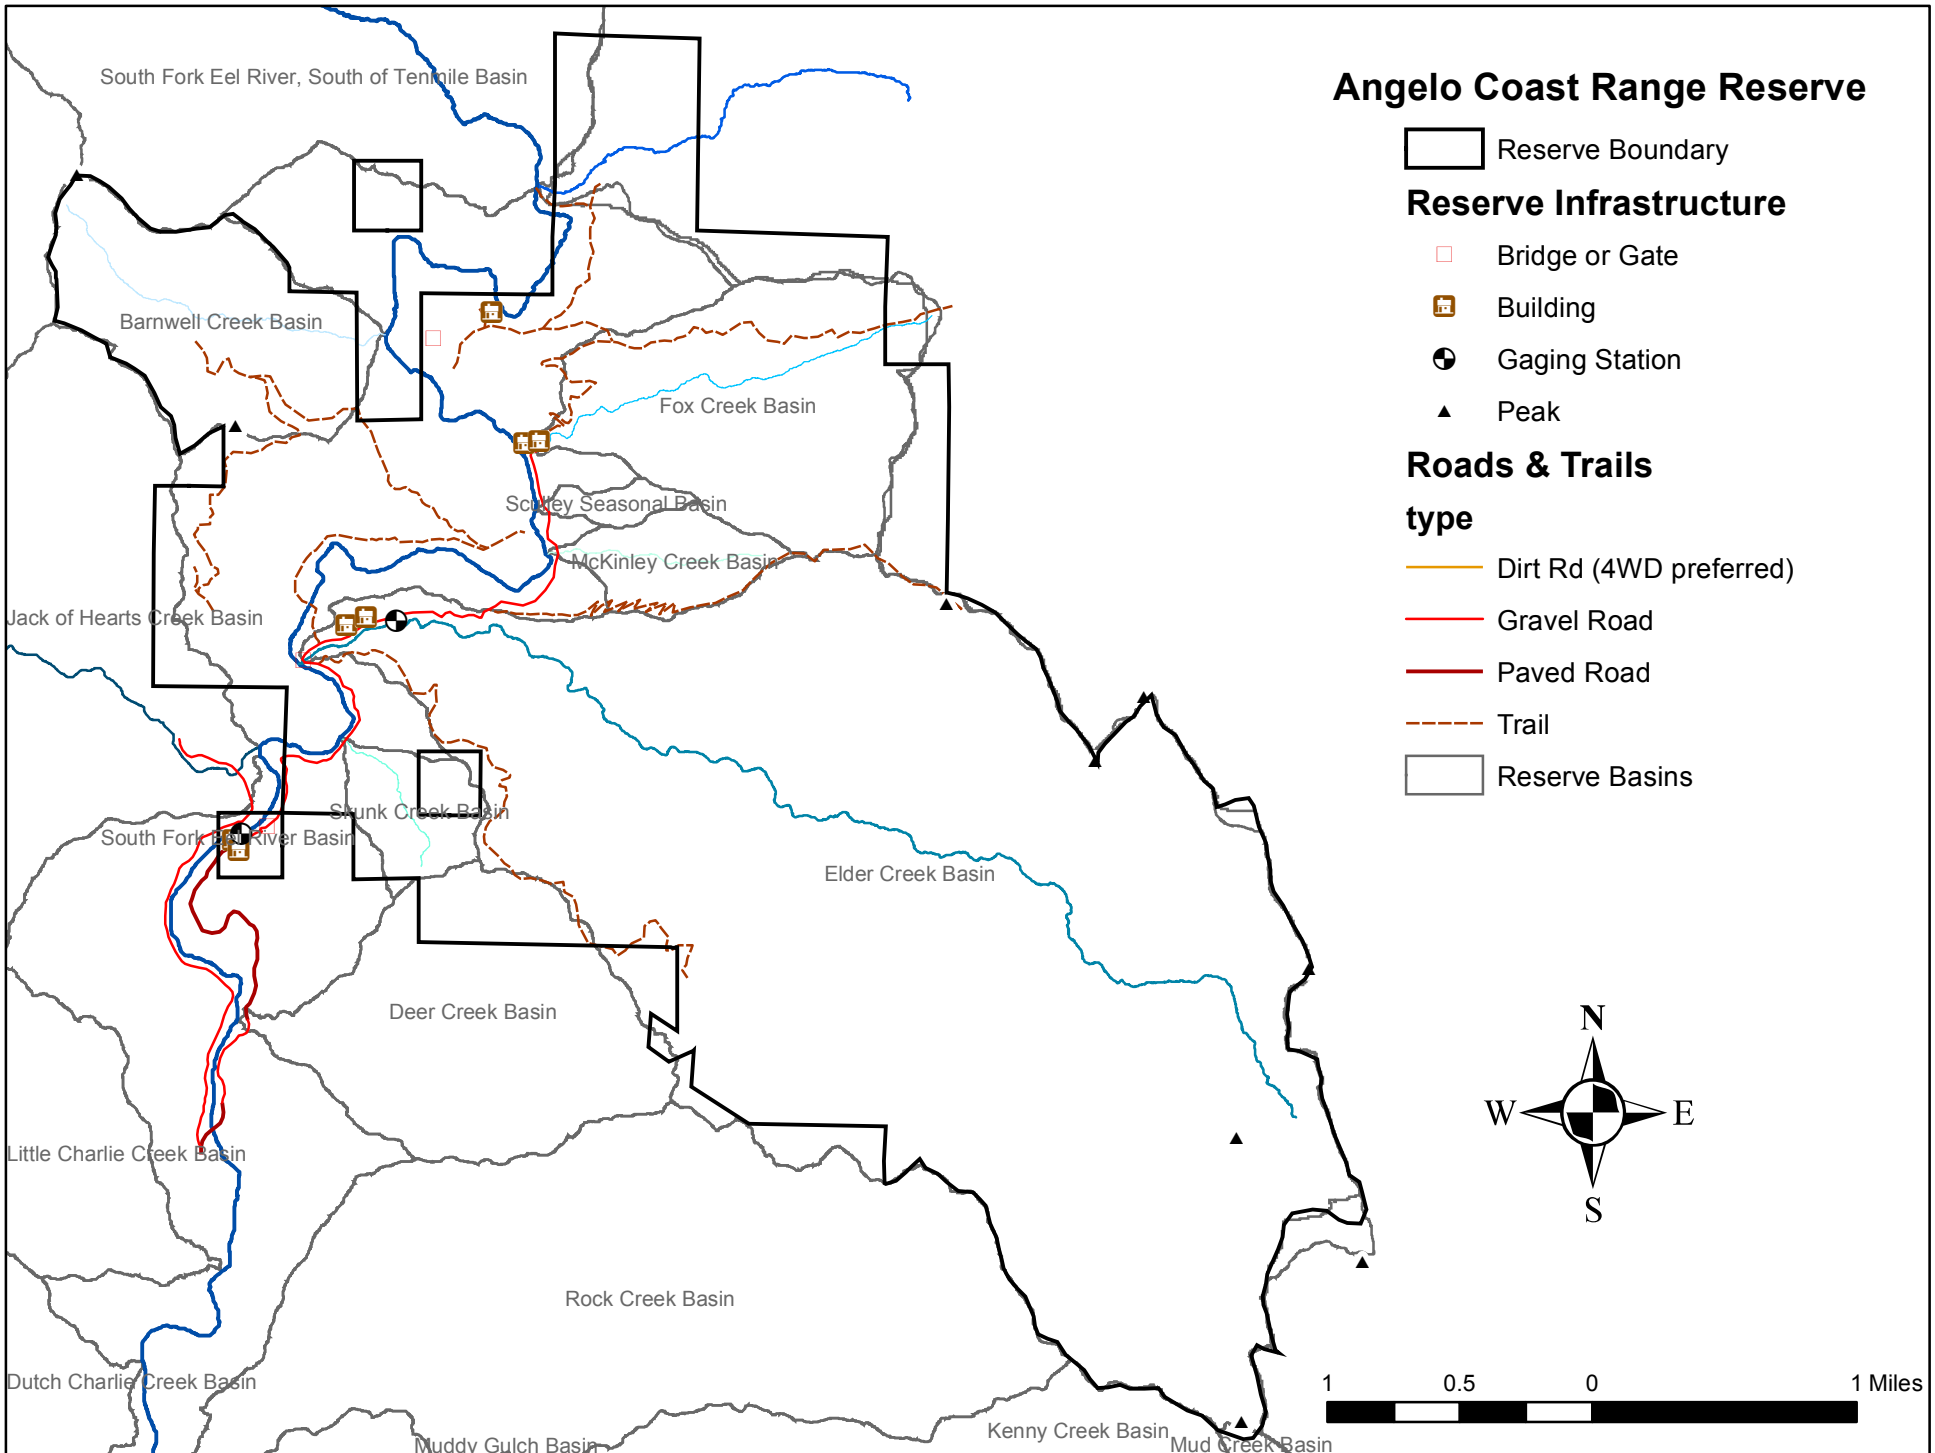 South Fork Eel River, South of Tenmile Basin
Barnwell Creek Basin
Fox Creek Basin
Sculley Seasonal Basin
McKinley Creek Basin
Jack of Hearts Creek Basin
Skunk Creek Basin
South Fork Eel River Basin
Elder Creek Basin
Deer Creek Basin
Little Charlie Creek Basin
Rock Creek Basin
Dutch Charlie Creek Basin
Kenny Creek Basin
Muddy Gulch Basin
Mud Creek Basin
Angelo Coast Range Reserve
Reserve Boundary
Reserve Infrastructure
Bridge or Gate
Building
Gaging Station
Peak
Roads & Trails
type
Dirt Rd (4WD preferred)
Gravel Road
Paved Road
Trail
Reserve Basins
N
W E
S
1 0.5 0 1 Miles